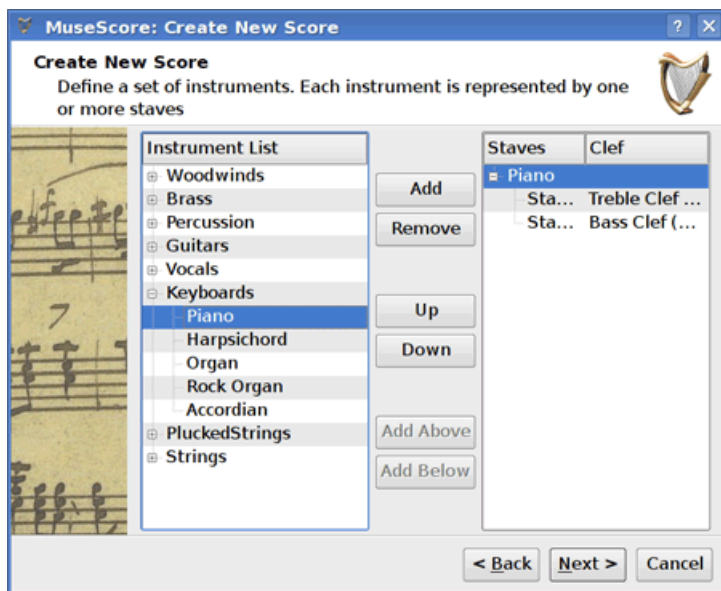 MuseScore: Create New Score
Create New Score
Define a set of instruments. Each instrument is represented by one
or more staves
Instrument List
Woodwinds
Brass
Percussion
Guitars
Vocals
Keyboards
Piano
Harpsichord
Organ
Rock Organ
Accordian
PluckedStrings
Strings
Add
Remove
Up
Down
Add Above
Add Below
Staves Clef
Piano
Sta... Treble Clef ...
Sta... Bass Clef (...
< Back Next > Cancel